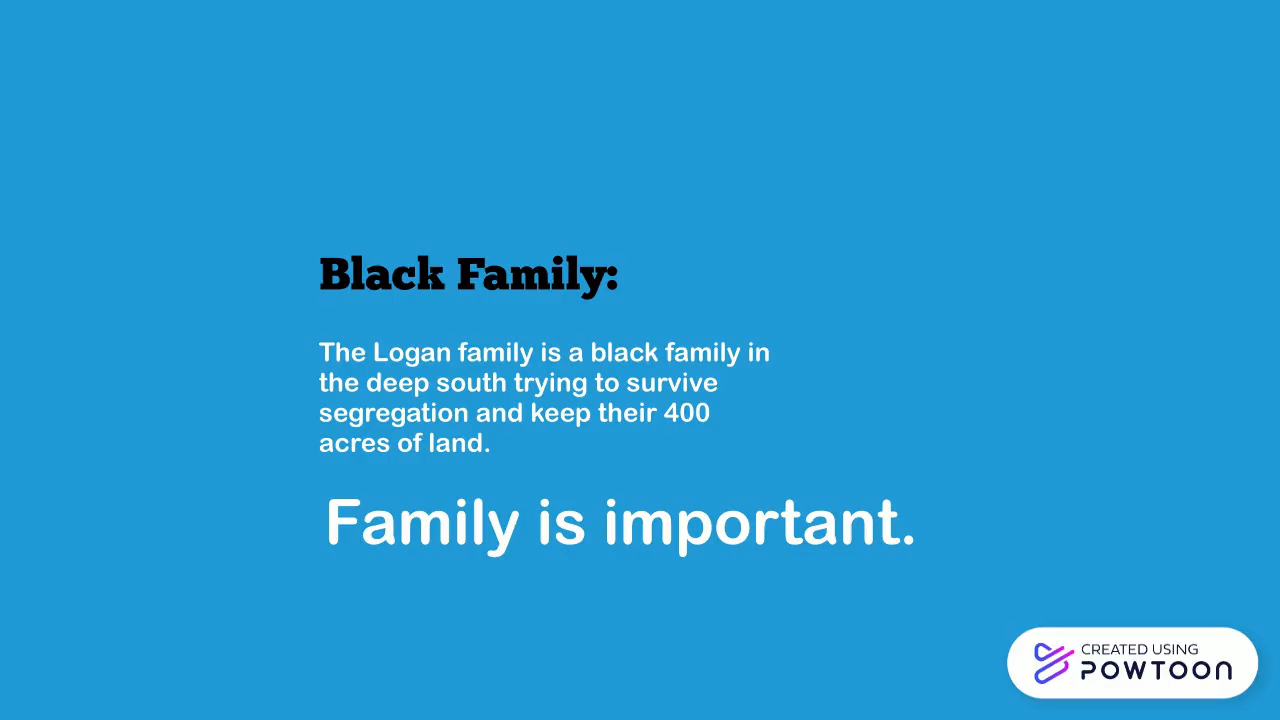 Black Family:
The Logan family is a black family in
the deep south trying to survive
segregation and keep their 400
acres of land.
Family is important.
CREATED USING
POWTOON